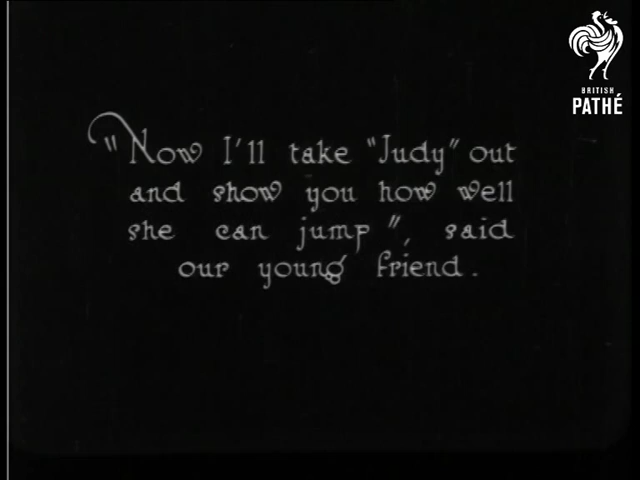 BRITISH
PATHÉ
"Now I'll take "Judy" out
and show you how well
she can jump", said
our young friend.